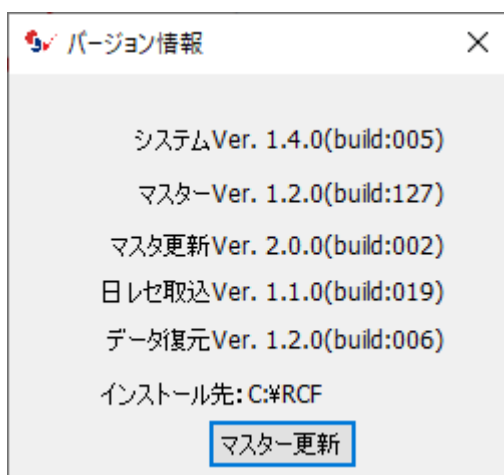 バージョン情報
システムVer. 1.4.0(build:005)
マスターVer. 1.2.0(build:127)
マスタ更新Ver. 2.0.0(build:002)
日レセ取込Ver. 1.1.0(build:019)
データ復元Ver. 1.2.0(build:006)
インストール先: C:¥RCF
マスター更新